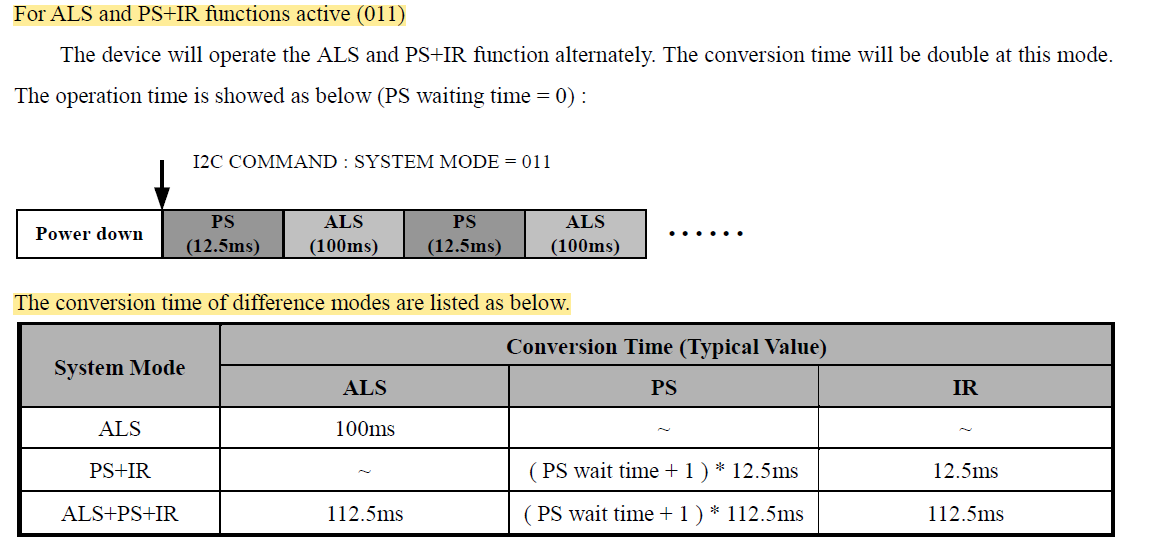 For ALS and PS+IR functions active (011)
The device will operate the ALS and PS+IR function alternately. The conversion time will be double at this mode.
The operation time is showed as below (PS waiting time = 0) :
I2C COMMAND : SYSTEM MODE = 011
Power down
PS
(12.5ms)
ALS
(100ms)
PS
(12.5ms)
ALS
(100ms)
......
The conversion time of difference modes are listed as below.
System Mode
Conversion Time (Typical Value)
ALS PS IR
ALS 100ms ~ ~
PS+IR ~ ( PS wait time + 1 ) * 12.5ms 12.5ms
ALS+PS+IR 112.5ms ( PS wait time + 1 ) * 112.5ms 112.5ms